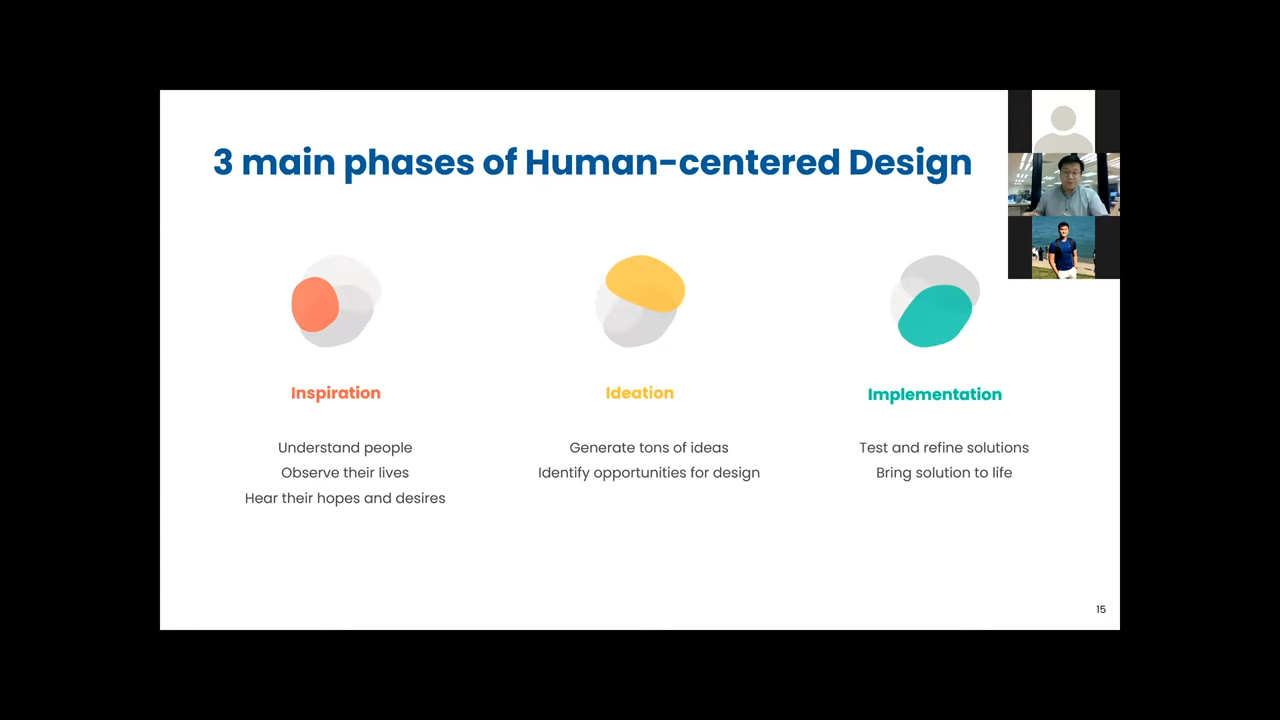 3 main phases of Human-centered Design
Inspiration
Understand people
Observe their lives
Hear their hopes and desires
Ideation
Generate tons of ideas
Identify opportunities for design
Implementation
Test and refine solutions
Bring solution to life
15